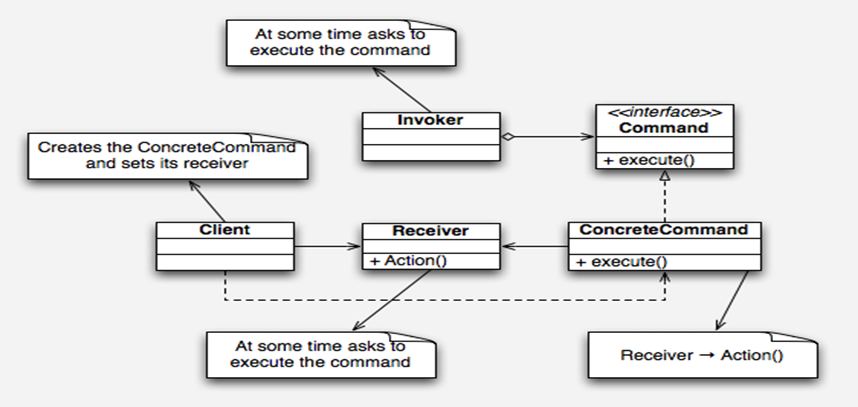 At some time asks to
execute the command
Invoker
<<interface>>
Command
+ execute()
Creates the ConcreteCommand
and sets its receiver
Client
Receiver
+ Action()
ConcreteCommand
+ execute()
At some time asks to
execute the command
Receiver → Action()